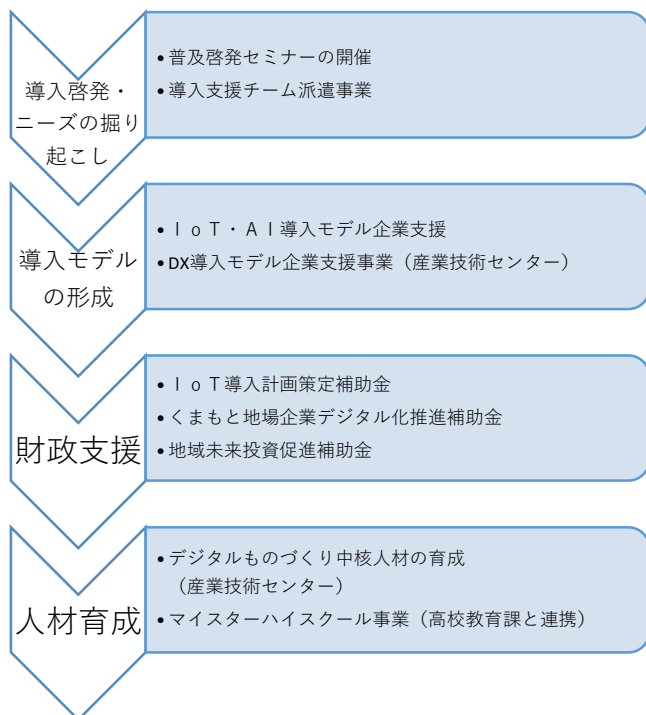 導入啓発・
ニーズの掘り
起こし
•普及啓発セミナーの開催
•導入支援チーム派遣事業
導入モデル
の形成
•ＩｏＴ・ＡＩ導入モデル企業支援
•DX導入モデル企業支援事業（産業技術センター）
財政支援
•ＩｏＴ導入計画策定補助金
•くまもと地場企業デジタル化推進補助金
•地域未来投資促進補助金
人材育成
•デジタルものづくり中核人材の育成
（産業技術センター）
•マイスターハイスクール事業（高校教育課と連携）